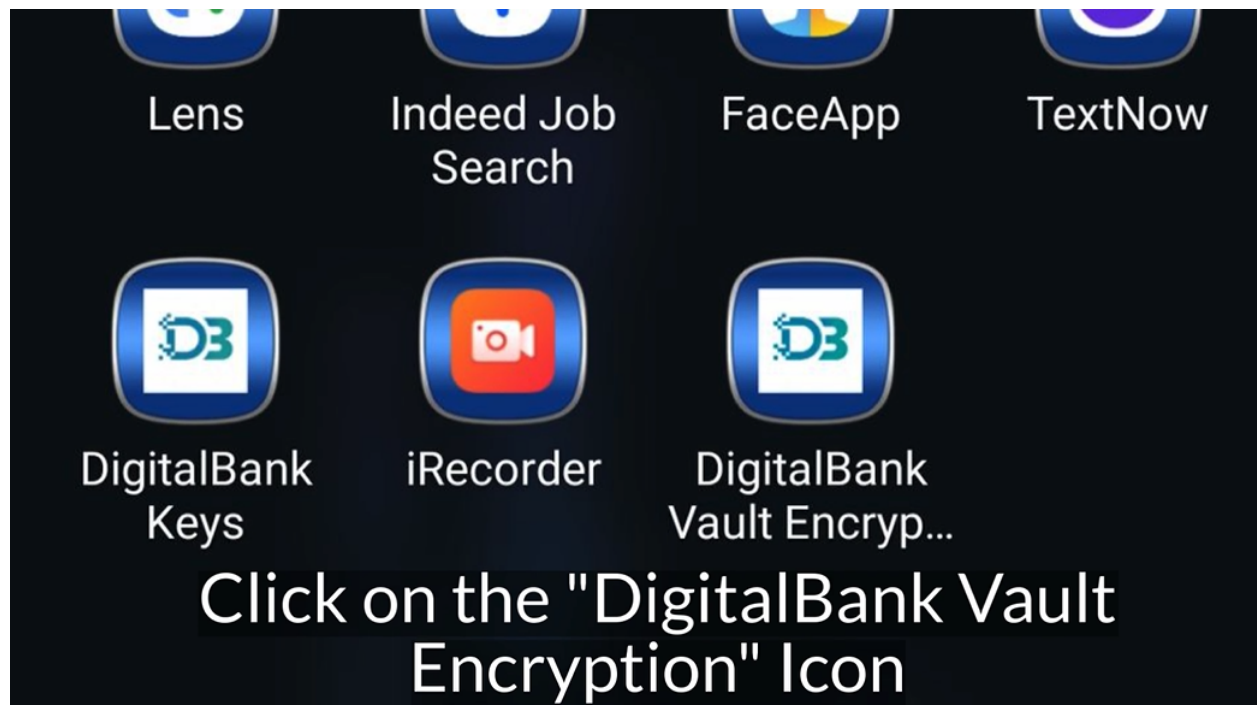 Lens
Indeed Job
Search
FaceApp
TextNow
D3
D3
DigitalBank
Keys
iRecorder
DigitalBank
Vault Encryp...
Click on the "DigitalBank Vault
Encryption" Icon